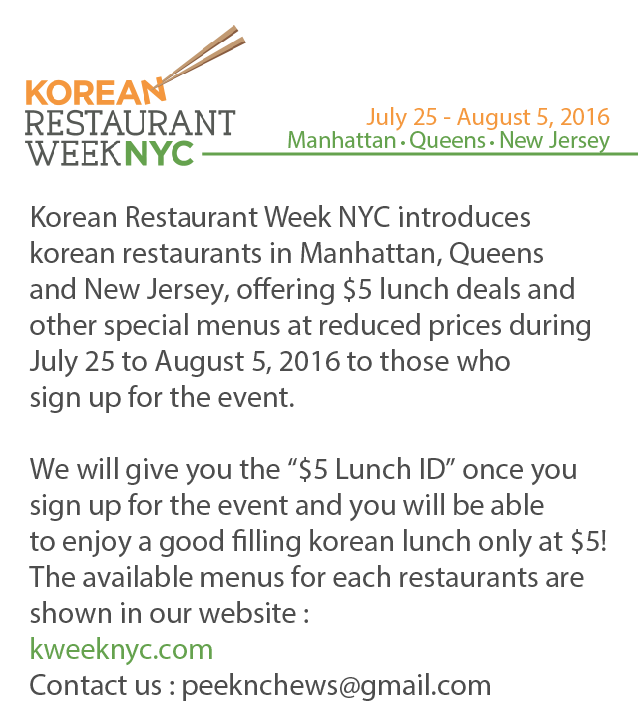 KOREAN
RESTAURANT
WEEKNYC
July 25 - August 5, 2016
Manhattan • Queens • New Jersey
Korean Restaurant Week NYC introduces
korean restaurants in Manhattan, Queens
and New Jersey, offering $5 lunch deals and
other special menus at reduced prices during
July 25 to August 5, 2016 to those who
sign up for the event.
We will give you the “$5 Lunch ID” once you
sign up for the event and you will be able
to enjoy a good filling korean lunch only at $5!
The available menus for each restaurants are
shown in our website :
kweeknyc.com
Contact us : peeknchews@gmail.com